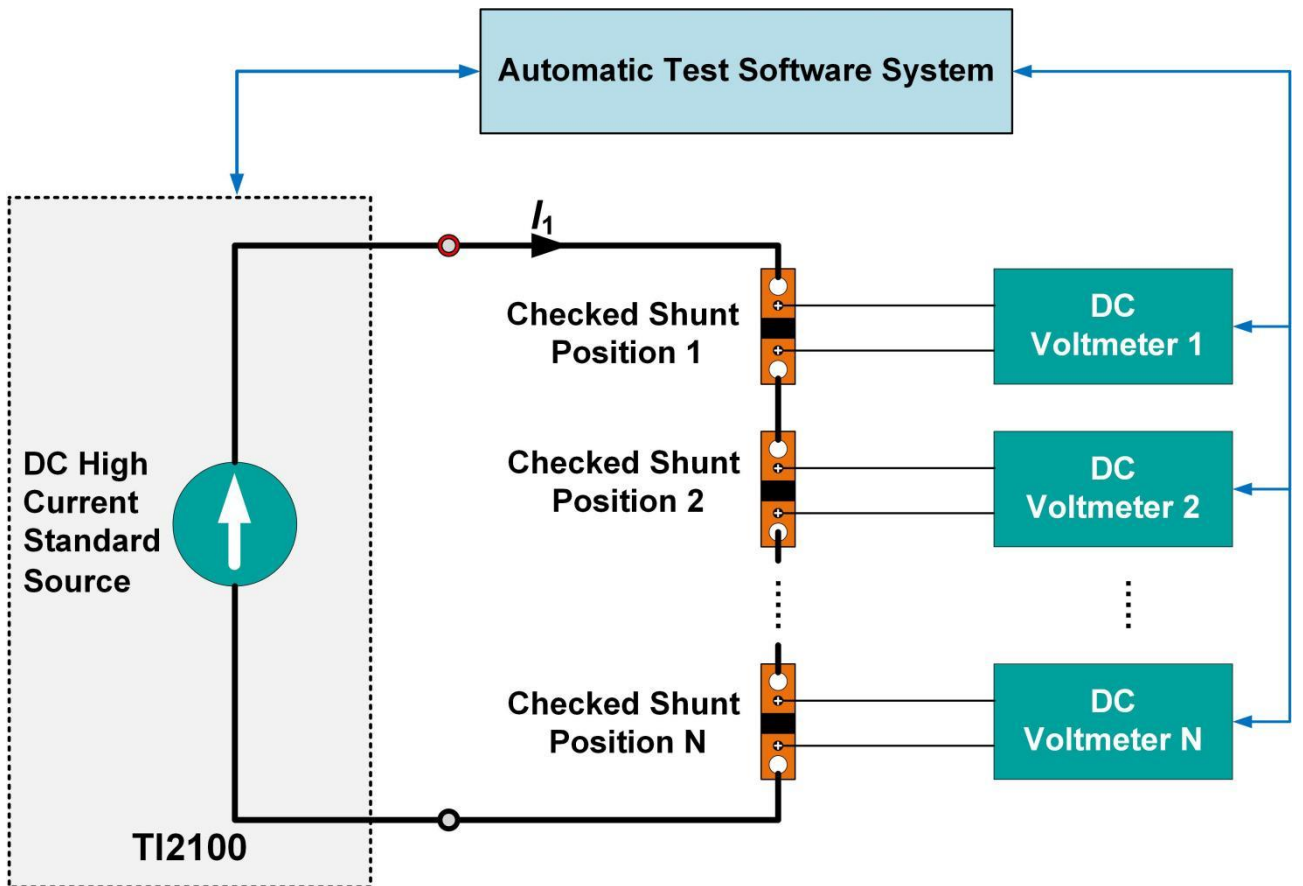 Automatic Test Software System
I1
Checked Shunt
Position 1
DC
Voltmeter 1
DC High
Current
Standard
Source
Checked Shunt
Position 2
DC
Voltmeter 2
Checked Shunt
Position N
DC
Voltmeter N
TI2100